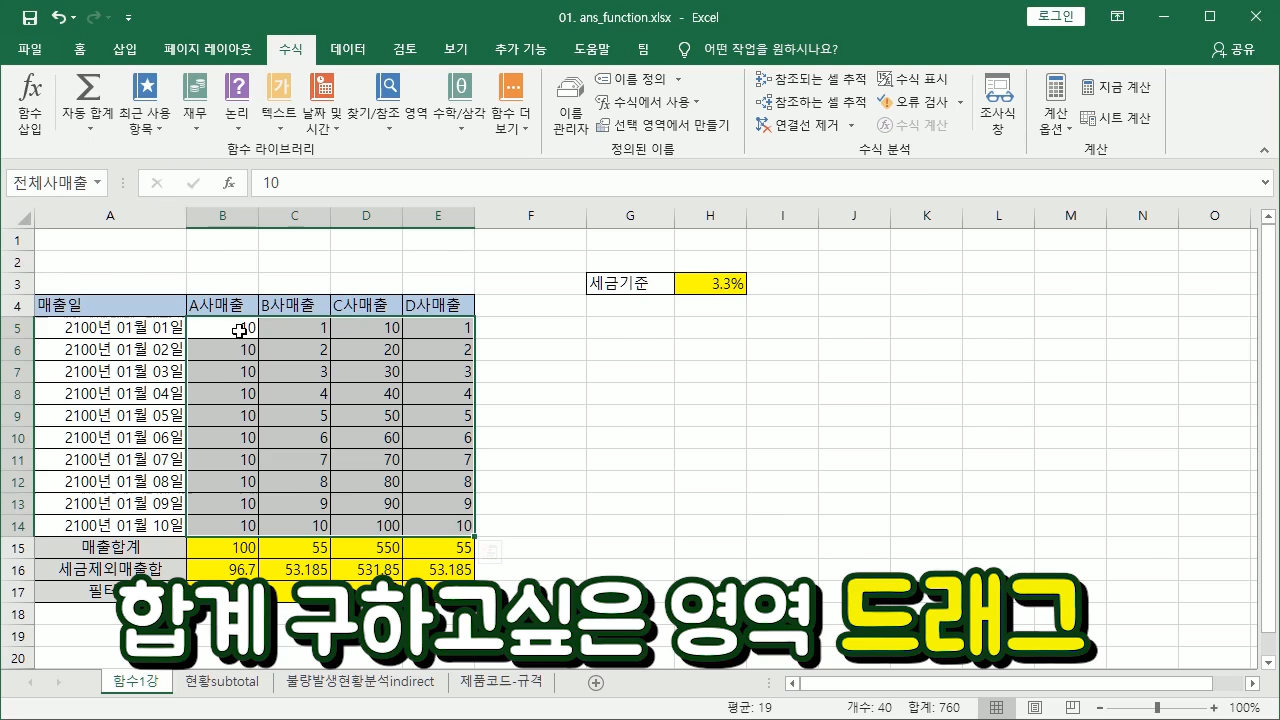 01. ans_function.xlsx - Excel
로그인
파일 홈 삽입 페이지 레이아웃 수식 데이터 검토 보기 추가 기능 도움말 팀 어떤 작업을 원하시나요? 공유
fx 함수 삽입
Σ 자동 합계
최근 사용 항목
재무
? 논리
가 텍스트
날짜 및 시간
찾기/참조 영역
θ 수학/삼각
함수 더 보기
함수 라이브러리
이름 관리자
이름 정의
수식에서 사용
선택 영역에서 만들기
정의된 이름
참조되는 셀 추적
참조하는 셀 추적
연결선 제거
수식 표시
오류 검사
수식 계산
수식 분석
조사식 창
계산 옵션
지금 계산
시트 계산
계산
전체사매출 fx 10
A B C D E F G H I J K L M N O
1
2
3 세금기준 3.3%
4 매출일 A사매출 B사매출 C사매출 D사매출
5 2100년 01월 01일 10 1 10 1
6 2100년 01월 02일 10 2 20 2
7 2100년 01월 03일 10 3 30 3
8 2100년 01월 04일 10 4 40 4
9 2100년 01월 05일 10 5 50 5
10 2100년 01월 06일 10 6 60 6
11 2100년 01월 07일 10 7 70 7
12 2100년 01월 08일 10 8 80 8
13 2100년 01월 09일 10 9 90 9
14 2100년 01월 10일 10 10 100 10
15 매출합계 100 55 550 55
16 세금제외매출합 96.7 53.185 531.85 53.185
17
18
19
20
합계 구하고싶은 영역 드래그
함수1강 현황subtotal 불량발생현황분석indirect 제품코드-규격
평균: 19 개수: 40 합계: 760 100%